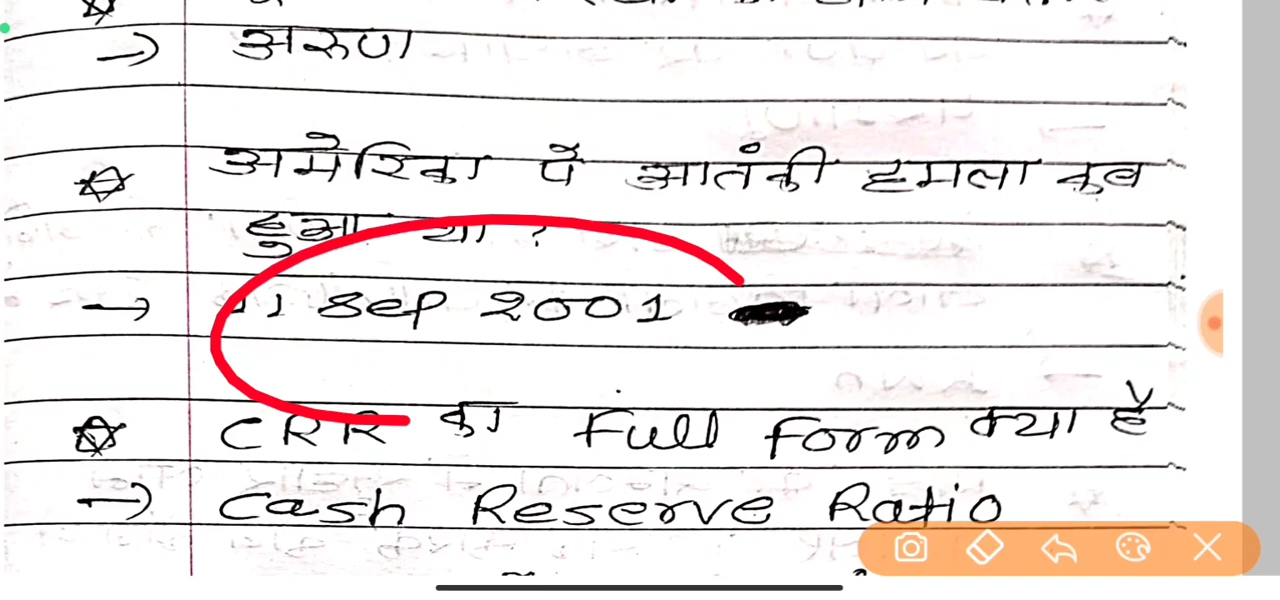 → अरुण
☆ अमेरिका पे आतंकी हमला कब
हुआ था ?
→ 11 Sep 2001
☆ CRR का Full Form क्या है
→ Cash Reserve Ratio